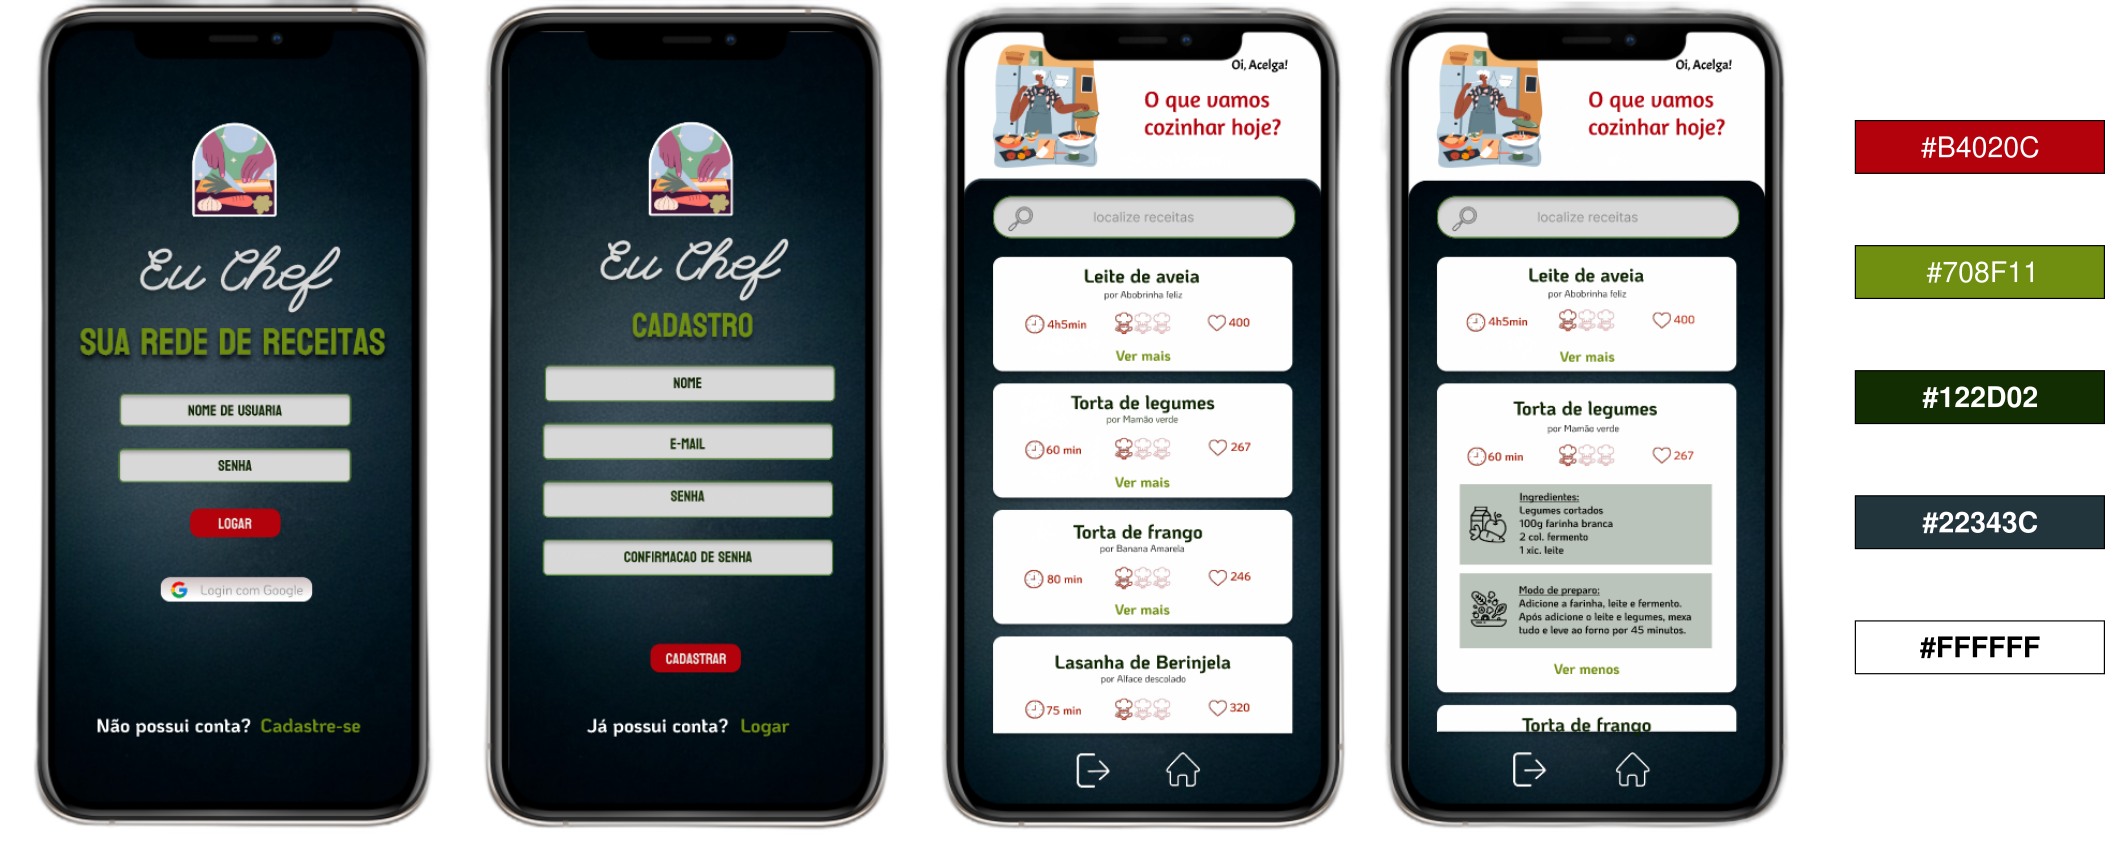 Eu Chef
SUA REDE DE RECEITAS
NOME DE USUARIA
SENHA
LOGAR
Login com Google
Não possui conta? Cadastre-se
Eu Chef
CADASTRO
NOME
E-MAIL
SENHA
CONFIRMACAO DE SENHA
CADASTRAR
Já possui conta? Logar
Oi, Acelga!
O que vamos
cozinhar hoje?
localize receitas
Leite de aveia
por Abobrinha feliz
4h5min 400
Ver mais
Torta de legumes
por Mamão verde
60 min 267
Ver mais
Torta de frango
por Banana Amarela
80 min 246
Ver mais
Lasanha de Berinjela
por Alface descolado
75 min 320
Oi, Acelga!
O que vamos
cozinhar hoje?
localize receitas
Leite de aveia
por Abobrinha feliz
4h5min 400
Ver mais
Torta de legumes
por Mamão verde
60 min 267
Ingredientes:
Legumes cortados
100g farinha branca
2 col. fermento
1 xic. leite
Modo de preparo:
Adicione a farinha, leite e fermento.
Após adicione o leite e legumes, mexa
tudo e leve ao forno por 45 minutos.
Ver menos
Torta de frango
#B4020C
#708F11
#122D02
#22343C
#FFFFFF